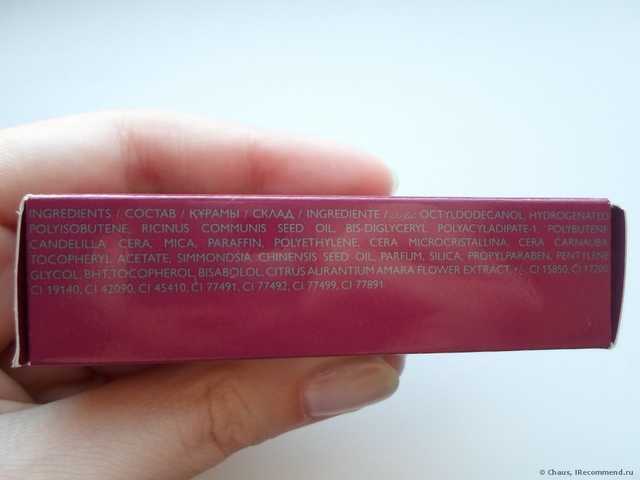 INGREDIENTS / СОСТАВ / ҚҰРАМЫ / СКЛАД / INGREDIENTE / OCTYLDODECANOL, HYDROGENATED
POLYISOBUTENE, RICINUS COMMUNIS SEED OIL, BIS-DIGLYCERYL POLYACYLADIPATE-1, POLYBUTENE
CANDELILLA CERA, MICA, PARAFFIN, POLYETHYLENE, CERA MICROCRISTALLINA, CERA CARNAUBA
TOCOPHERYL ACETATE, SIMMONDSIA CHINENSIS SEED OIL, PARFUM, SILICA, PROPYLPARABEN, PENTYLENE
GLYCOL, BHT, TOCOPHEROL, BISABOLOL, CITRUS AURANTIUM AMARA FLOWER EXTRACT, +/-, CI 15850, CI 17200
CI 19140, CI 42090, CI 45410, CI 77491, CI 77492, CI 77499, CI 77891
© Chaus, IRecommend.ru